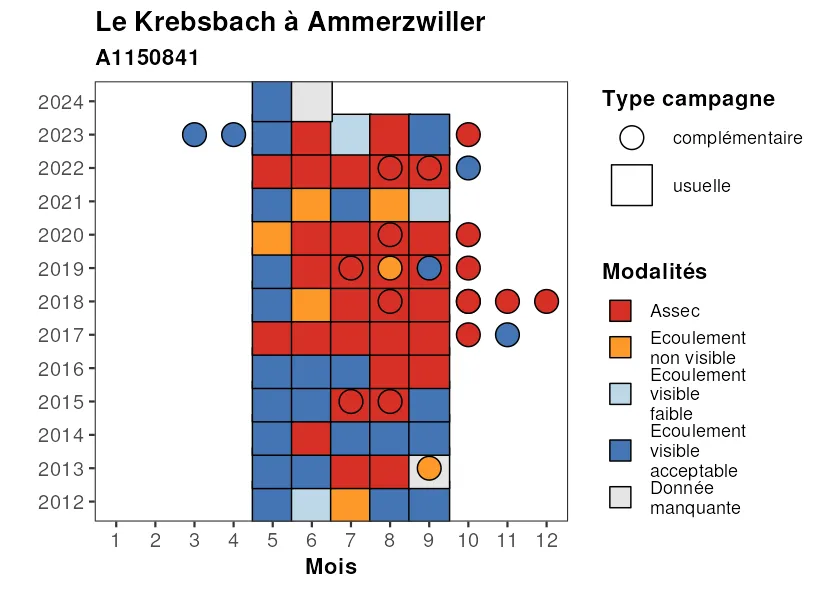 Le Krebsbach à Ammerzwiller
A1150841
2024
2023
2022
2021
2020
2019
2018
2017
2016
2015
2014
2013
2012
1 2 3 4 5 6 7 8 9 10 11 12
Mois
Type campagne
complémentaire
usuelle
Modalités
Assec
Ecoulement
non visible
Ecoulement
visible
faible
Ecoulement
visible
acceptable
Donnée
manquante